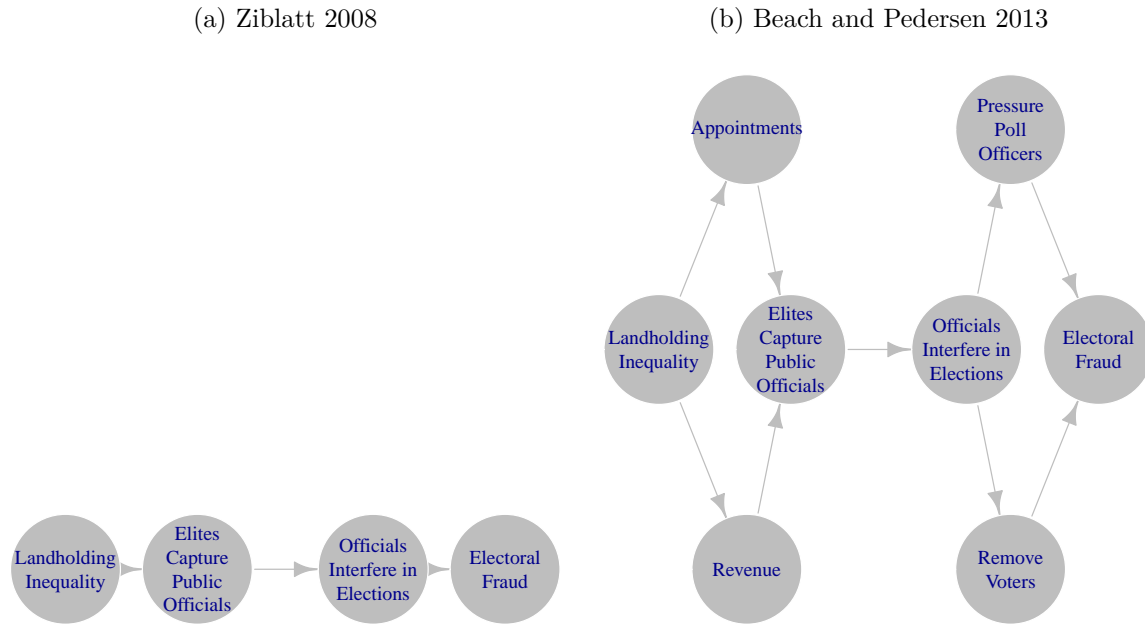 (a) Ziblatt 2008
Landholding
Inequality
Elites
Capture
Public
Officials
Officials
Interfere in
Elections
Electoral
Fraud
(b) Beach and Pedersen 2013
Appointments
Pressure
Poll
Officers
Landholding
Inequality
Elites
Capture
Public
Officials
Officials
Interfere in
Elections
Electoral
Fraud
Revenue
Remove
Voters